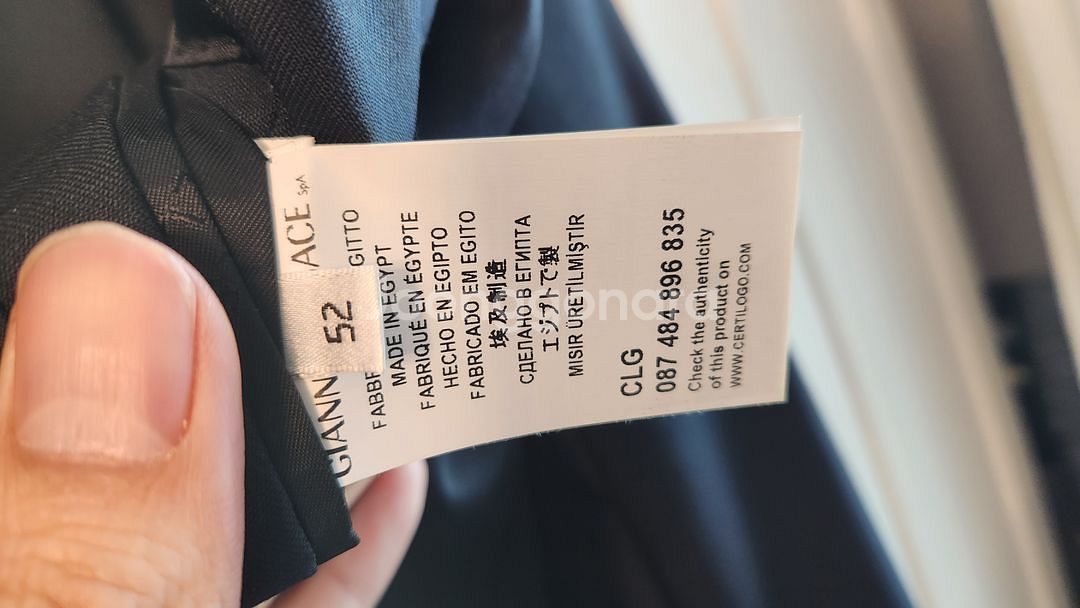 GIANN ACE SpA
52
FABB GITTO
MADE IN EGYPT
FABRIQUÉ EN ÉGYPTE
HECHO EN EGIPTO
FABRICADO EM EGITO
埃及制造
СДЕЛАНО В ЕГИПТА
エジプトで製
MISIR ÜRETİLMİŞTİR
CLG
087 484 896 835
Check the authenticity
of this product on
WWW.CERTILOGO.COM